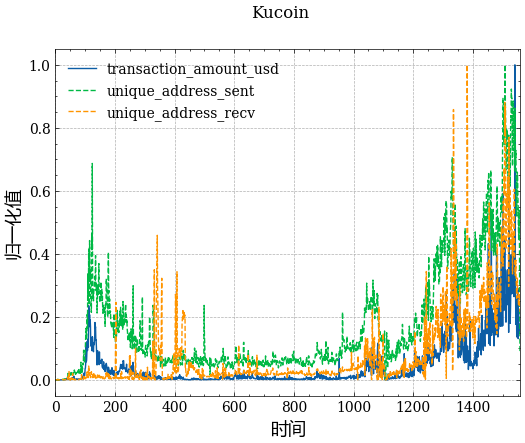 Kucoin
transaction_amount_usd
unique_address_sent
unique_address_recv
归一化值
1.0
0.8
0.6
0.4
0.2
0.0
0 200 400 600 800 1000 1200 1400
时间